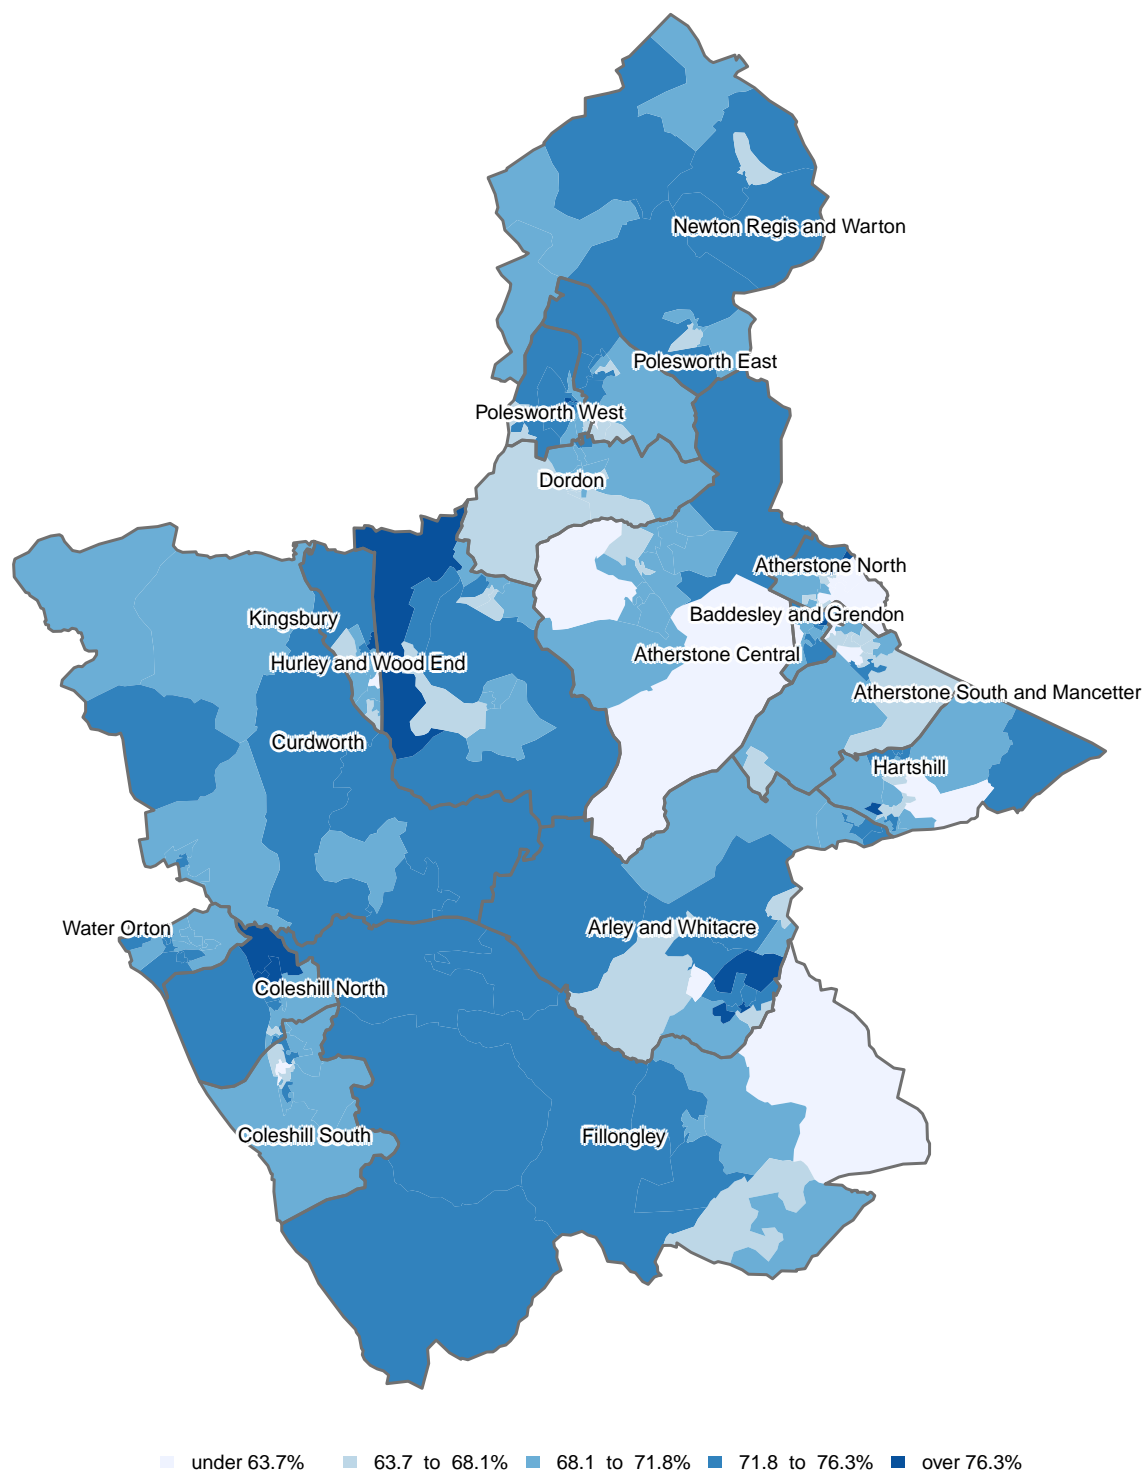 Newton Regis and Warton
Polesworth East
Polesworth West
Dordon
Atherstone North
Baddesley and Grendon
Kingsbury
Atherstone Central
Hurley and Wood End
Atherstone South and Mancetter
Curdworth
Hartshill
Water Orton
Arley and Whitacre
Coleshill North
Coleshill South
Fillongley
under 63.7% 63.7 to 68.1% 68.1 to 71.8% 71.8 to 76.3% over 76.3%